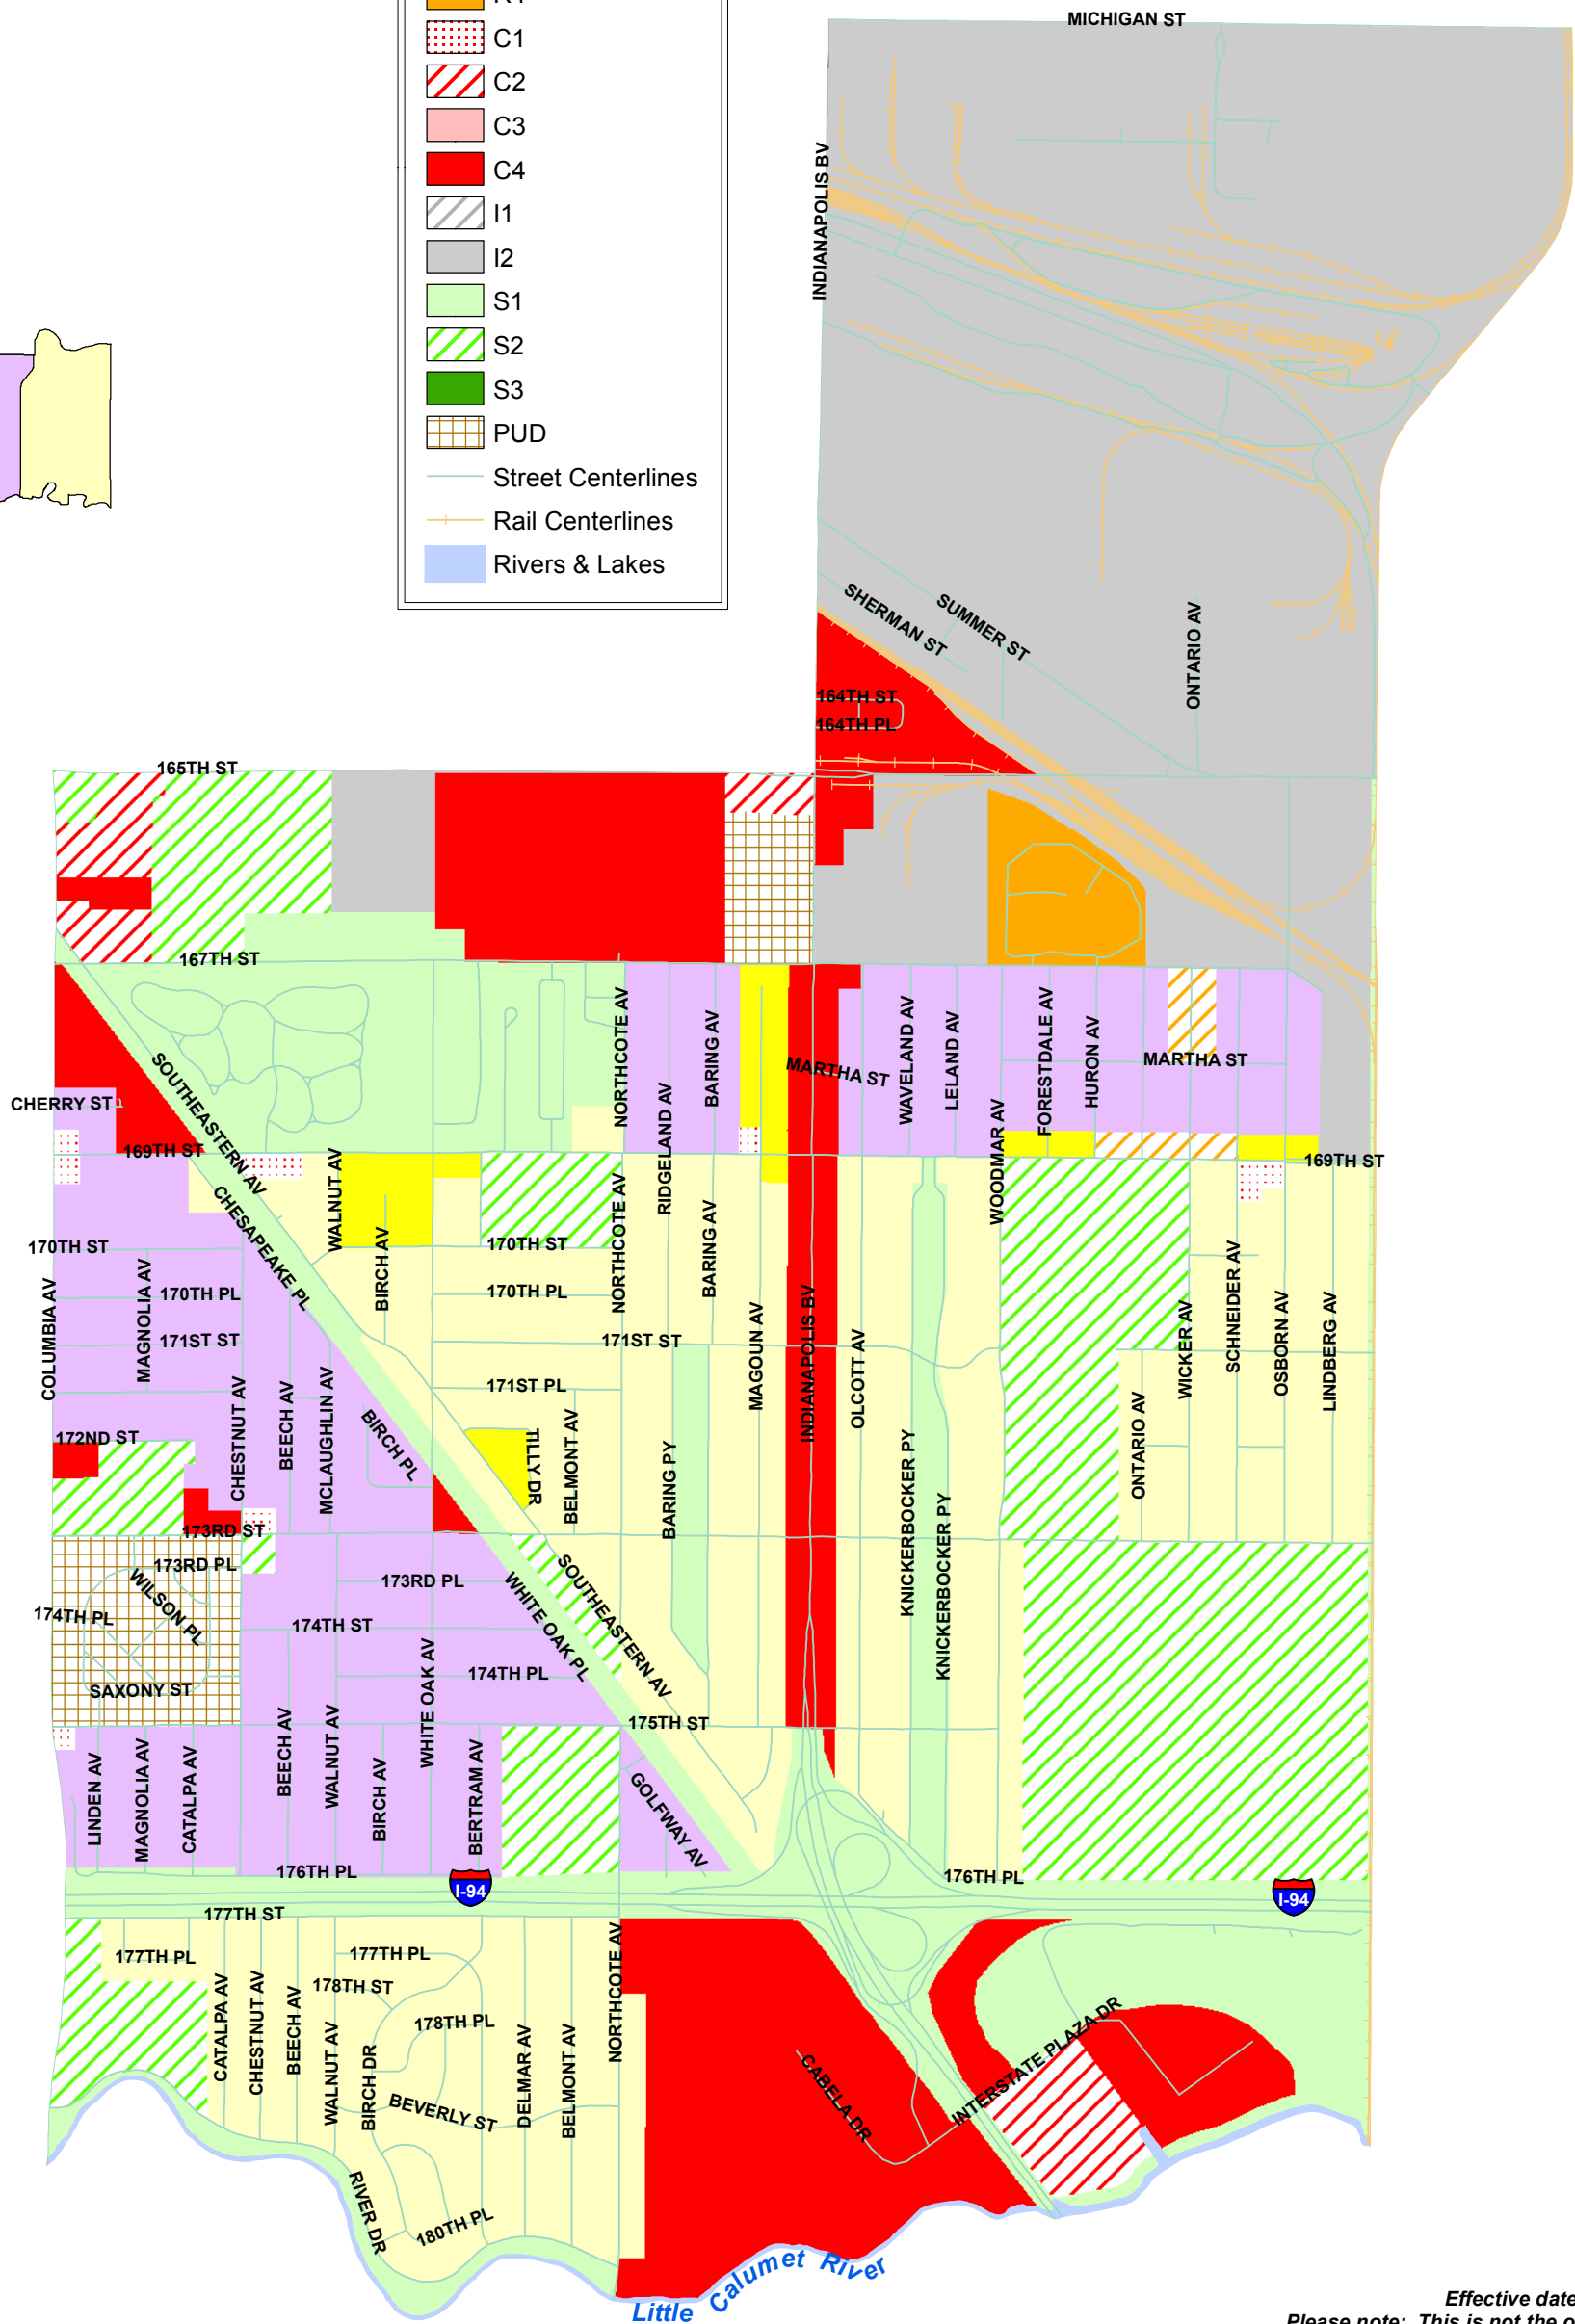 C1
C2
C3
C4
I1
I2
S1
S2
S3
PUD
Street Centerlines
Rail Centerlines
Rivers & Lakes
MICHIGAN ST
INDIANAPOLIS BV
SHERMAN ST
SUMMER ST
ONTARIO AV
164TH ST
164TH PL
165TH ST
167TH ST
NORTHCOTE AV
RIDGELAND AV
BARING AV
MARTHA ST
WAVELAND AV
LELAND AV
WOODMAR AV
FORESTDALE AV
HURON AV
MARTHA ST
CHERRY ST
SOUTHEASTERN AV
169TH ST
169TH ST
CHESAPEAKE PL
WALNUT AV
BIRCH AV
170TH ST
170TH ST
NORTHCOTE AV
BARING AV
COLUMBIA AV
MAGNOLIA AV
170TH PL
170TH PL
171ST ST
171ST ST
MAGOUN AV
INDIANAPOLIS BV
OLCOTT AV
WICKER AV
SCHNEIDER AV
OSBORN AV
LINDBERG AV
ONTARIO AV
171ST PL
CHESTNUT AV
BEECH AV
MCLAUGHLIN AV
BIRCH PL
172ND ST
TILLY DR
BELMONT AV
BARING PY
KNICKERBOCKER PY
KNICKERBOCKER PY
173RD ST
173RD PL
173RD PL
WILSON PL
174TH PL
174TH ST
WHITE OAK PL
SOUTHEASTERN AV
WHITE OAK AV
174TH PL
SAXONY ST
175TH ST
BEECH AV
WALNUT AV
LINDEN AV
MAGNOLIA AV
CATALPA AV
BIRCH AV
BERTRAM AV
GOLFWAY AV
176TH PL
176TH PL
I-94
I-94
177TH ST
177TH PL
177TH PL
178TH ST
178TH PL
NORTHCOTE AV
CATALPA AV
CHESTNUT AV
BEECH AV
WALNUT AV
BIRCH DR
BEVERLY ST
DELMAR AV
BELMONT AV
CABELA DR
INTERSTATE PLAZA DR
RIVER DR
180TH PL
Little Calumet River
Effective date
Please note: This is not the o